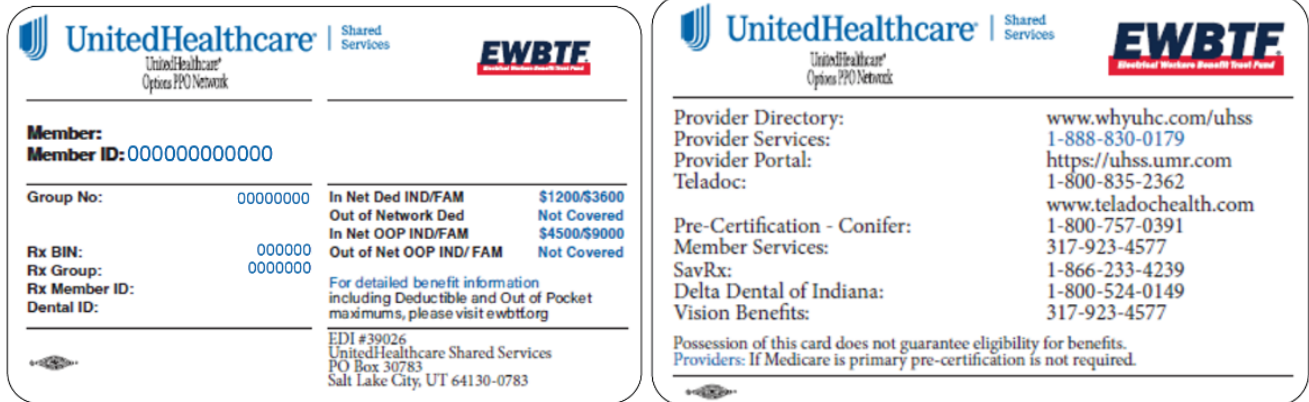 UnitedHealthcare® | Shared Services
UnitedHealthcare®
Options PPO Network
EWBTF
Member:
Member ID: 000000000000
Group No: 00000000
Rx BIN: 000000
Rx Group: 0000000
Rx Member ID:
Dental ID:
In Net Ded IND/FAM $1200/$3600
Out of Network Ded Not Covered
In Net OOP IND/FAM $4500/$9000
Out of Net OOP IND/ FAM Not Covered
For detailed benefit information
including Deductible and Out of Pocket
maximums, please visit ewbtf.org
EDI #39026
UnitedHealthcare Shared Services
PO Box 30783
Salt Lake City, UT 64130-0783
UnitedHealthcare® | Shared Services
UnitedHealthcare®
Options PPO Network
EWBTF
Electrical Workers Benefit Trust Fund
Provider Directory: www.whyuhc.com/uhss
Provider Services: 1-888-830-0179
Provider Portal: https://uhss.umr.com
Teladoc: 1-800-835-2362
www.teladochealth.com
Pre-Certification - Conifer: 1-800-757-0391
Member Services: 317-923-4577
SavRx: 1-866-233-4239
Delta Dental of Indiana: 1-800-524-0149
Vision Benefits: 317-923-4577
Possession of this card does not guarantee eligibility for benefits.
Providers: If Medicare is primary pre-certification is not required.